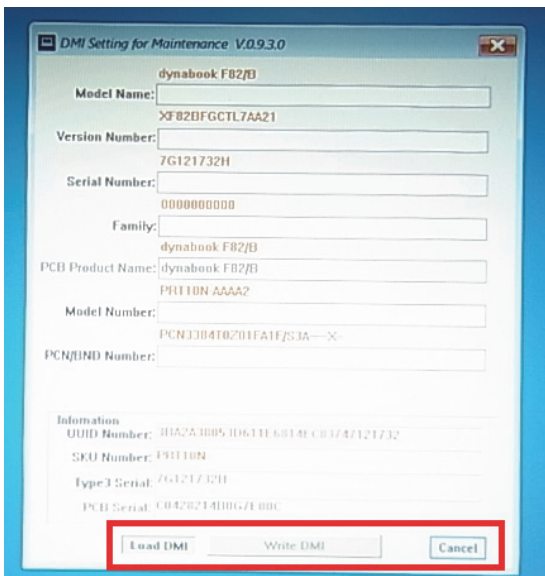 DMI Setting for Maintenance V.0.9.3.0
dynabook F82/B
Model Name:
XF82BFGCTL7AA21
Version Number:
7G121732H
Serial Number:
0000000000
Family:
dynabook F82/B
PCB Product Name: dynabook F82/B
PRT10N-AAAA2
Model Number:
PCN/BND Number:
Infomation
UUID Number:
SKU Number: PRT10N
Type3 Serial: 7G121732H
PCB Serial:
Load DMI Write DMI Cancel